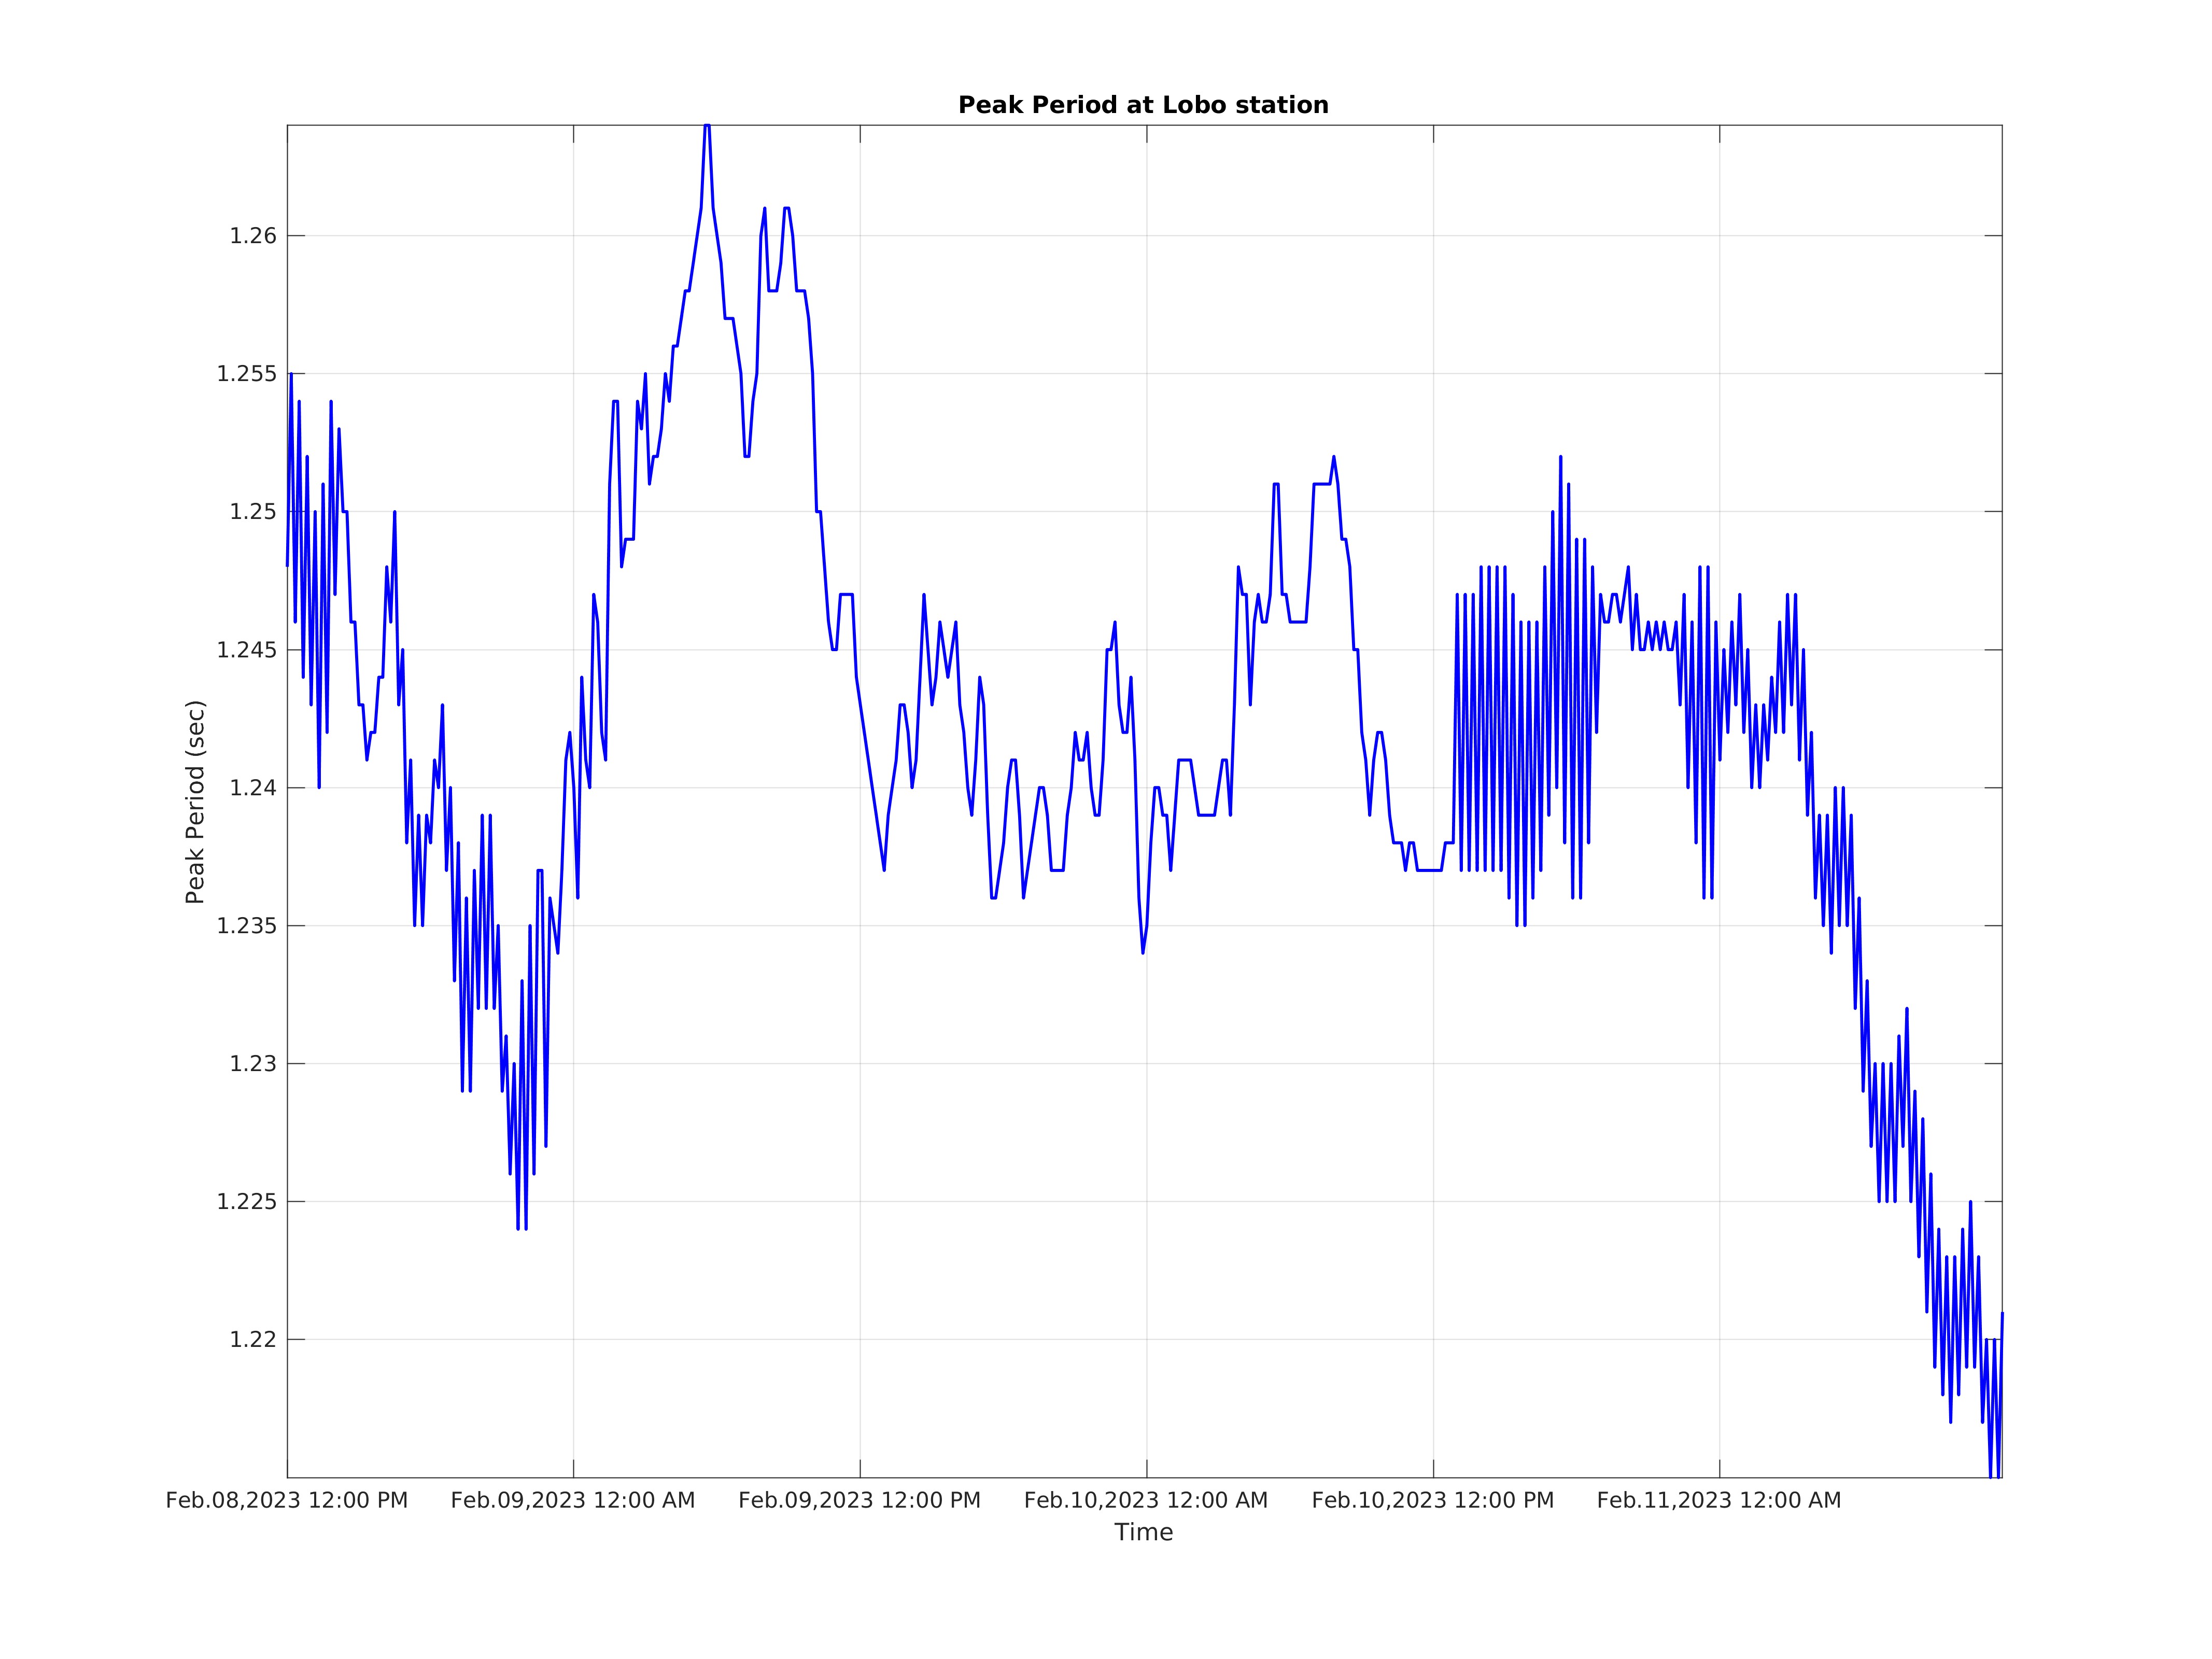 Peak Period at Lobo station
1.26
1.255
1.25
1.245
1.24
1.235
1.23
1.225
1.22
Peak Period (sec)
Feb.08,2023 12:00 PM
Feb.09,2023 12:00 AM
Feb.09,2023 12:00 PM
Feb.10,2023 12:00 AM
Feb.10,2023 12:00 PM
Feb.11,2023 12:00 AM
Time